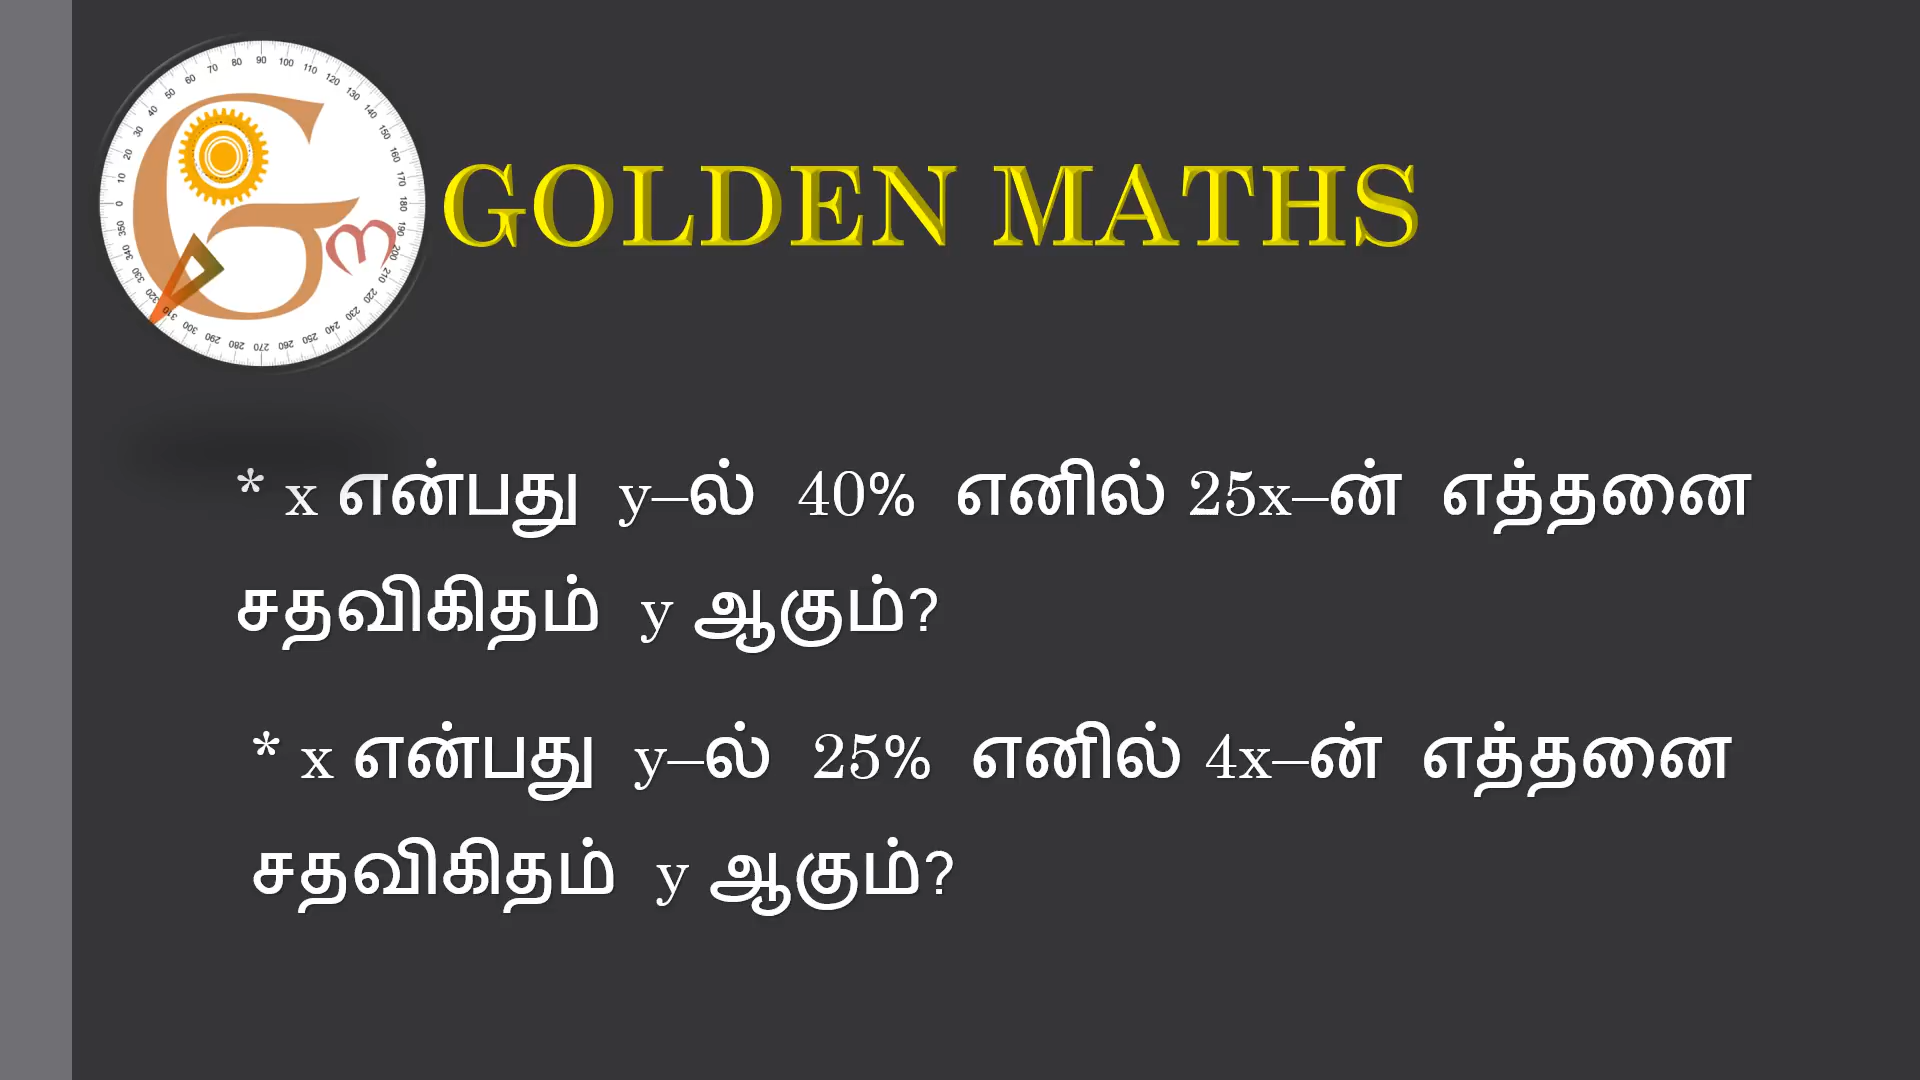 GOLDEN MATHS
* x என்பது y–ல் 40% எனில் 25x–ன் எத்தனை
சதவிகிதம் y ஆகும்?
* x என்பது y–ல் 25% எனில் 4x–ன் எத்தனை
சதவிகிதம் y ஆகும்?